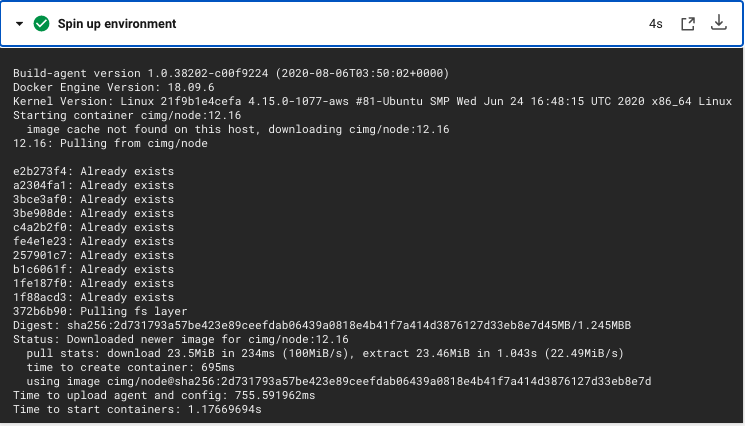 Spin up environment
4s
Build-agent version 1.0.38202-c00f9224 (2020-08-06T03:50:02+0000)
Docker Engine Version: 18.09.6
Kernel Version: Linux 21f9b1e4cefa 4.15.0-1077-aws #81-Ubuntu SMP Wed Jun 24 16:48:15 UTC 2020 x86_64 Linux
Starting container cimg/node:12.16
  image cache not found on this host, downloading cimg/node:12.16
12.16: Pulling from cimg/node

e2b273f4: Already exists
a2304fa1: Already exists
3bce3af0: Already exists
3be908de: Already exists
c4a2b2f0: Already exists
fe4e1e23: Already exists
257901c7: Already exists
b1c6061f: Already exists
1fe187f0: Already exists
1f88acd3: Already exists
372b6b90: Pulling fs layer
Digest: sha256:2d731793a57be423e89ceefdab06439a0818e4b41f7a414d3876127d33eb8e7d45MB/1.245MBB
Status: Downloaded newer image for cimg/node:12.16
  pull stats: download 23.5MiB in 234ms (100MiB/s), extract 23.46MiB in 1.043s (22.49MiB/s)
  time to create container: 695ms
  using image cimg/node@sha256:2d731793a57be423e89ceefdab06439a0818e4b41f7a414d3876127d33eb8e7d
Time to upload agent and config: 755.591962ms
Time to start containers: 1.17669694s